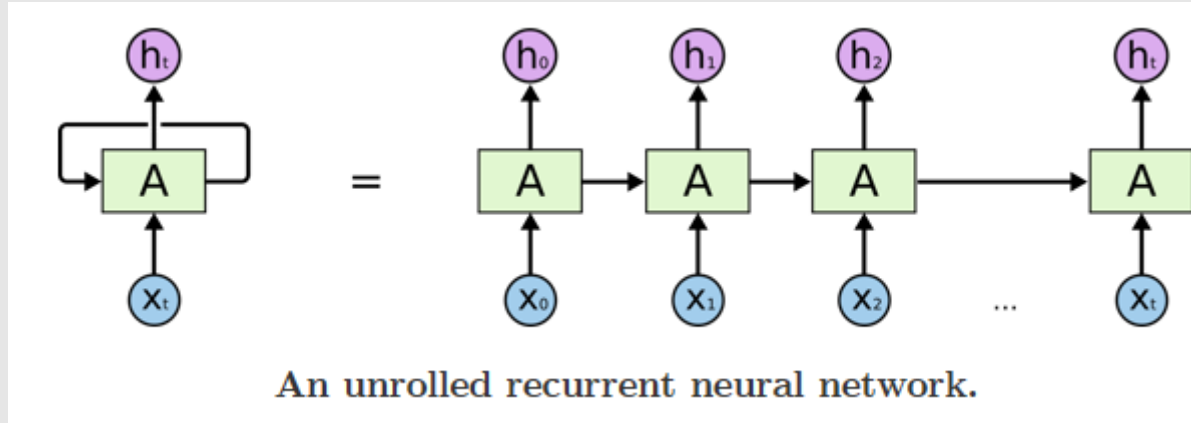 hₜ h₀ h₁ h₂ hₜ
A = A A A A
xₜ x₀ x₁ x₂ ... xₜ
An unrolled recurrent neural network.